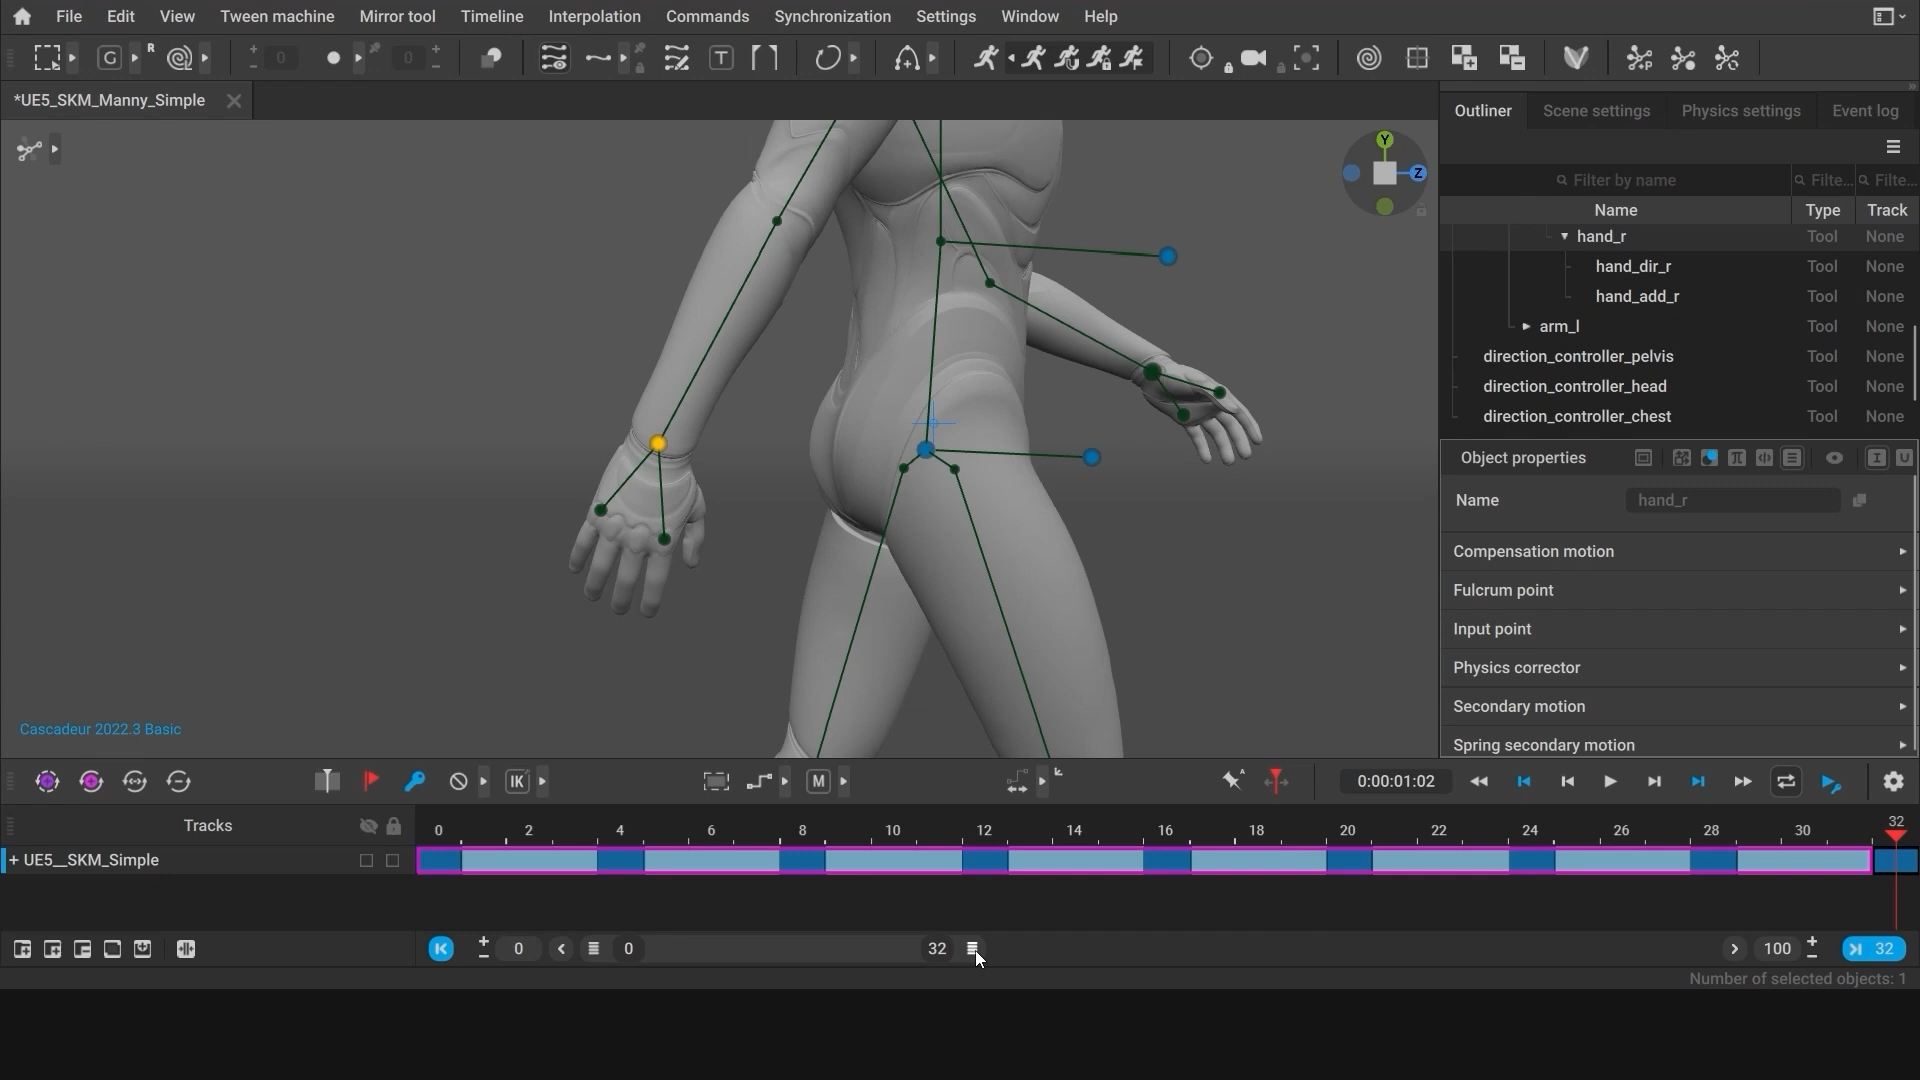 File Edit View Tween machine Mirror tool Timeline Interpolation Commands Synchronization Settings Window Help
G R 0 0 T
*UE5_SKM_Manny_Simple
Outliner Scene settings Physics settings Event log
Y
Z
Filter by name Filte... Filte...
Name Type Track
hand_r Tool None
hand_dir_r Tool None
hand_add_r Tool None
arm_l Tool None
direction_controller_pelvis Tool None
direction_controller_head Tool None
direction_controller_chest Tool None
Object properties
Name hand_r
Compensation motion
Fulcrum point
Input point
Physics corrector
Secondary motion
Spring secondary motion
Cascadeur 2022.3 Basic
IK M A 0:00:01:02
Tracks 0 2 4 6 8 10 12 14 16 18 20 22 24 26 28 30 32
+ UE5__SKM_Simple
0 0 32 100 32
Number of selected objects: 1